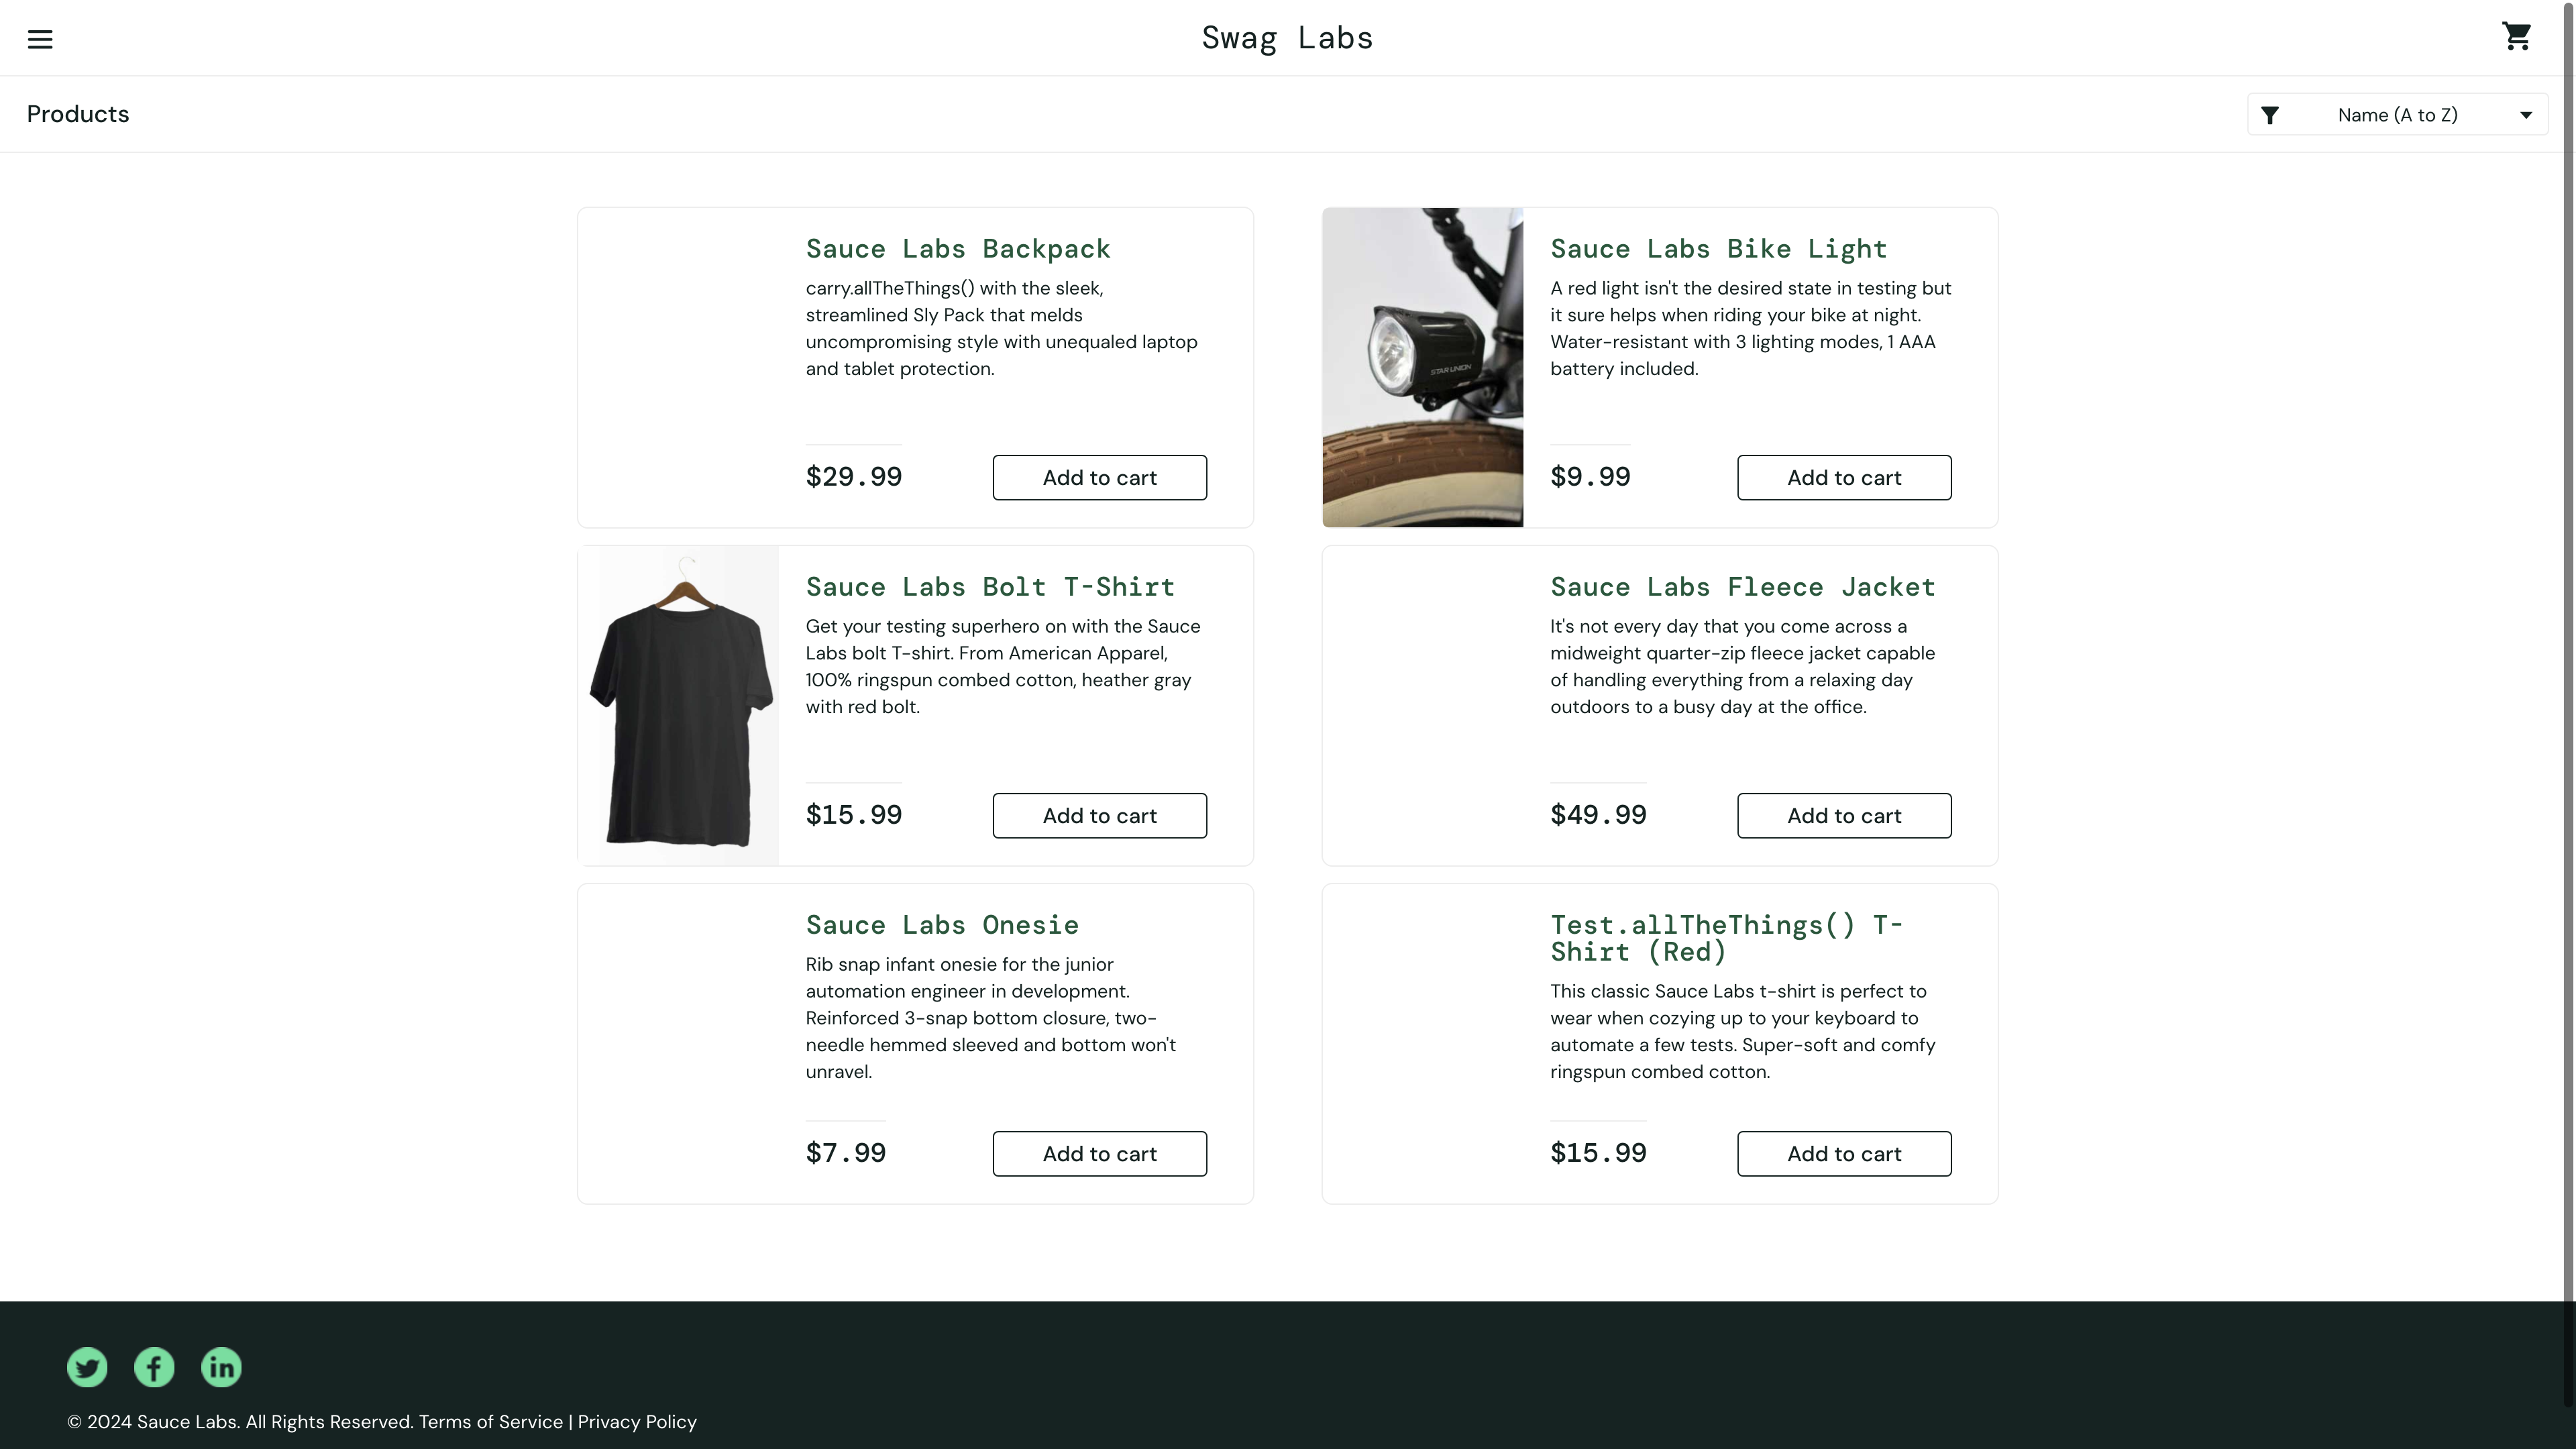 Swag Labs
Products
Name (A to Z)
Sauce Labs Backpack
carry.allTheThings() with the sleek,
streamlined Sly Pack that melds
uncompromising style with unequaled laptop
and tablet protection.
$29.99
Add to cart
STAR UNION
Sauce Labs Bike Light
A red light isn't the desired state in testing but
it sure helps when riding your bike at night.
Water-resistant with 3 lighting modes, 1 AAA
battery included.
$9.99
Add to cart
Sauce Labs Bolt T-Shirt
Get your testing superhero on with the Sauce
Labs bolt T-shirt. From American Apparel,
100% ringspun combed cotton, heather gray
with red bolt.
$15.99
Add to cart
Sauce Labs Fleece Jacket
It's not every day that you come across a
midweight quarter-zip fleece jacket capable
of handling everything from a relaxing day
outdoors to a busy day at the office.
$49.99
Add to cart
Sauce Labs Onesie
Rib snap infant onesie for the junior
automation engineer in development.
Reinforced 3-snap bottom closure, two-
needle hemmed sleeved and bottom won't
unravel.
$7.99
Add to cart
Test.allTheThings() T-
Shirt (Red)
This classic Sauce Labs t-shirt is perfect to
wear when cozying up to your keyboard to
automate a few tests. Super-soft and comfy
ringspun combed cotton.
$15.99
Add to cart
© 2024 Sauce Labs. All Rights Reserved. Terms of Service | Privacy Policy